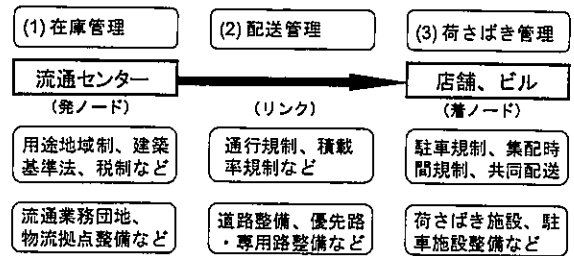 (1) 在庫管理
(2) 配送管理
(3) 荷さばき管理
流通センター
店舗、ビル
(発ノード)
(リンク)
(着ノード)
用途地域制、建築
基準法、税制など
通行規制、積載
率規制など
駐車規制、集配時
間規制、共同配送
流通業務団地、
物流拠点整備など
道路整備、優先路
・専用路整備など
荷さばき施設、駐
車施設整備など